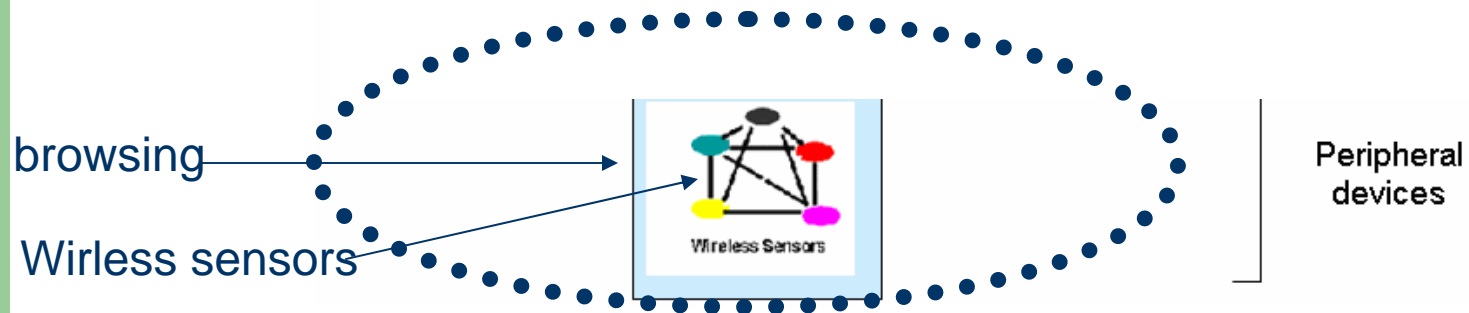 browsing
Wirless sensors
Wireless Sensors
Peripheral
devices